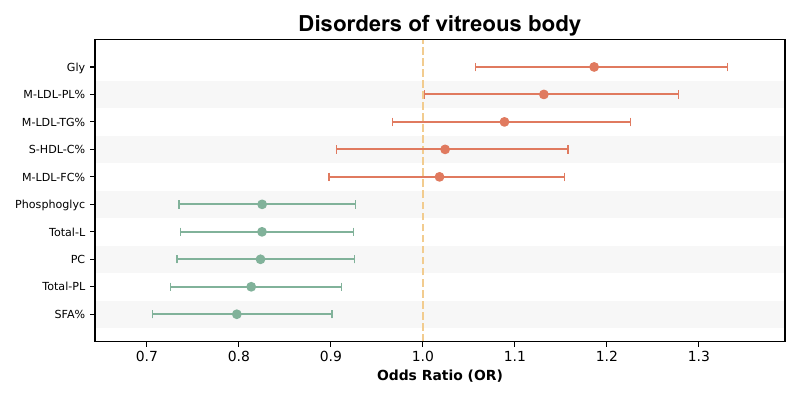 Disorders of vitreous body
Gly
M-LDL-PL%
M-LDL-TG%
S-HDL-C%
M-LDL-FC%
Phosphoglyc
Total-L
PC
Total-PL
SFA%
0.7 0.8 0.9 1.0 1.1 1.2 1.3
Odds Ratio (OR)